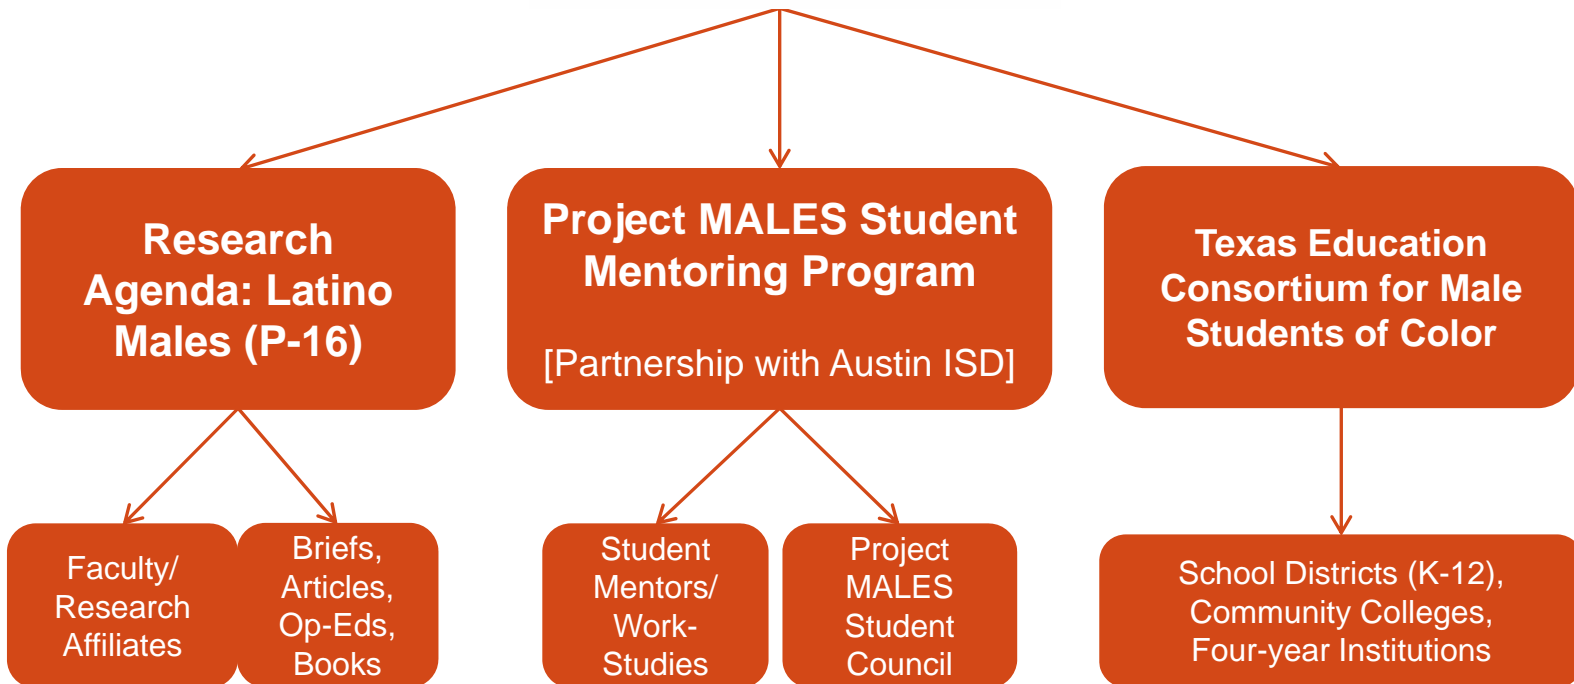 Research
Agenda: Latino
Males (P-16)
Project MALES Student
Mentoring Program
[Partnership with Austin ISD]
Texas Education
Consortium for Male
Students of Color
Faculty/
Research
Affiliates
Briefs,
Articles,
Op-Eds,
Books
Student
Mentors/
Work-
Studies
Project
MALES
Student
Council
School Districts (K-12),
Community Colleges,
Four-year Institutions